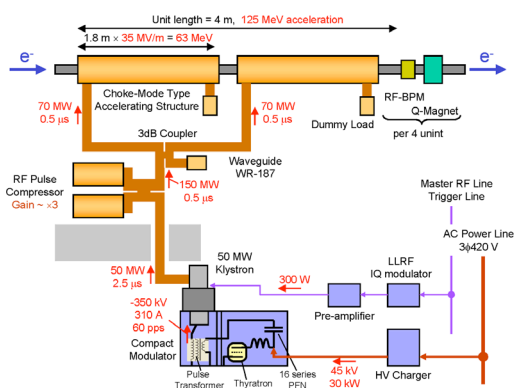 Unit length = 4 m, 125 MeV acceleration
1.8 m × 35 MV/m = 63 MeV
e-
e-
Choke-Mode Type
Accelerating Structure
RF-BPM
Q-Magnet
per 4 unint
70 MW
0.5 µs
70 MW
0.5 µs
Dummy Load
3dB Coupler
Waveguide
WR-187
RF Pulse
Compressor
Gain ~ ×3
150 MW
0.5 µs
Master RF Line
Trigger Line
AC Power Line
3ϕ420 V
50 MW
2.5 µs
50 MW
Klystron
300 W
LLRF
IQ modulator
Pre-amplifier
-350 kV
310 A
60 pps
Compact
Modulator
45 kV
30 kW
HV Charger
Pulse
Transformer
Thyratron
16 series
PFN